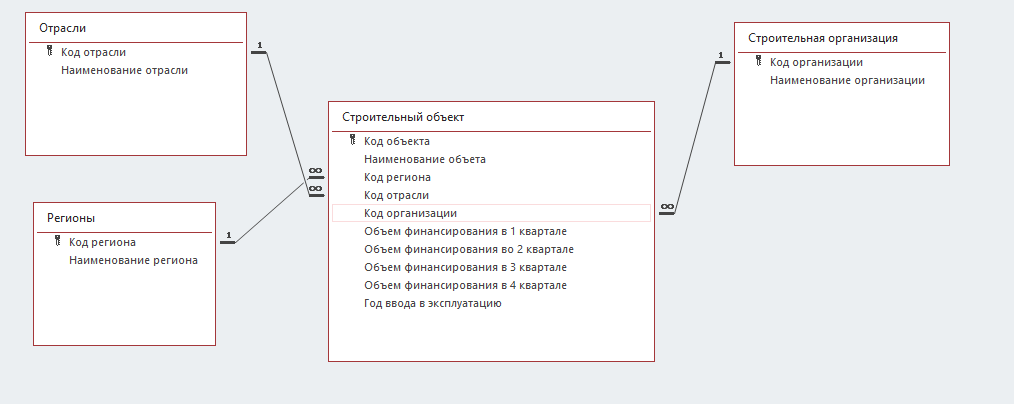 Отрасли
Код отрасли
Наименование отрасли
1
Строительная организация
Код организации
Наименование организации
1
Строительный объект
Код объекта
Наименование объета
Код региона
Код отрасли
Код организации
Объем финансирования в 1 квартале
Объем финансирования во 2 квартале
Объем финансирования в 3 квартале
Объем финансирования в 4 квартале
Год ввода в эксплуатацию
∞
∞
∞
Регионы
Код региона
Наименование региона
1